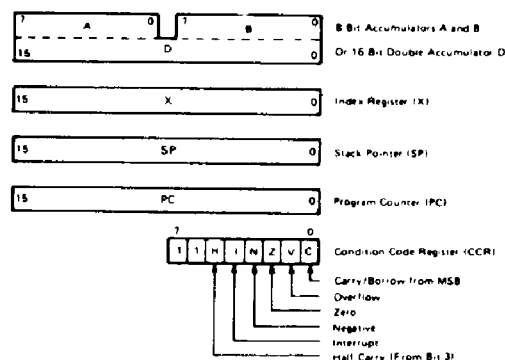 7 A 0 7 B 0 8 Bit Accumulators A and B
15 D 0 Or 16 Bit Double Accumulator D
15 X 0 Index Register (X)
15 SP 0 Stack Pointer (SP)
15 PC 0 Program Counter (PC)
7 0
1 1 H I N Z V C Condition Code Register (CCR)
Carry/Borrow from MSB
Overflow
Zero
Negative
Interrupt
Half Carry (From Bit 3)